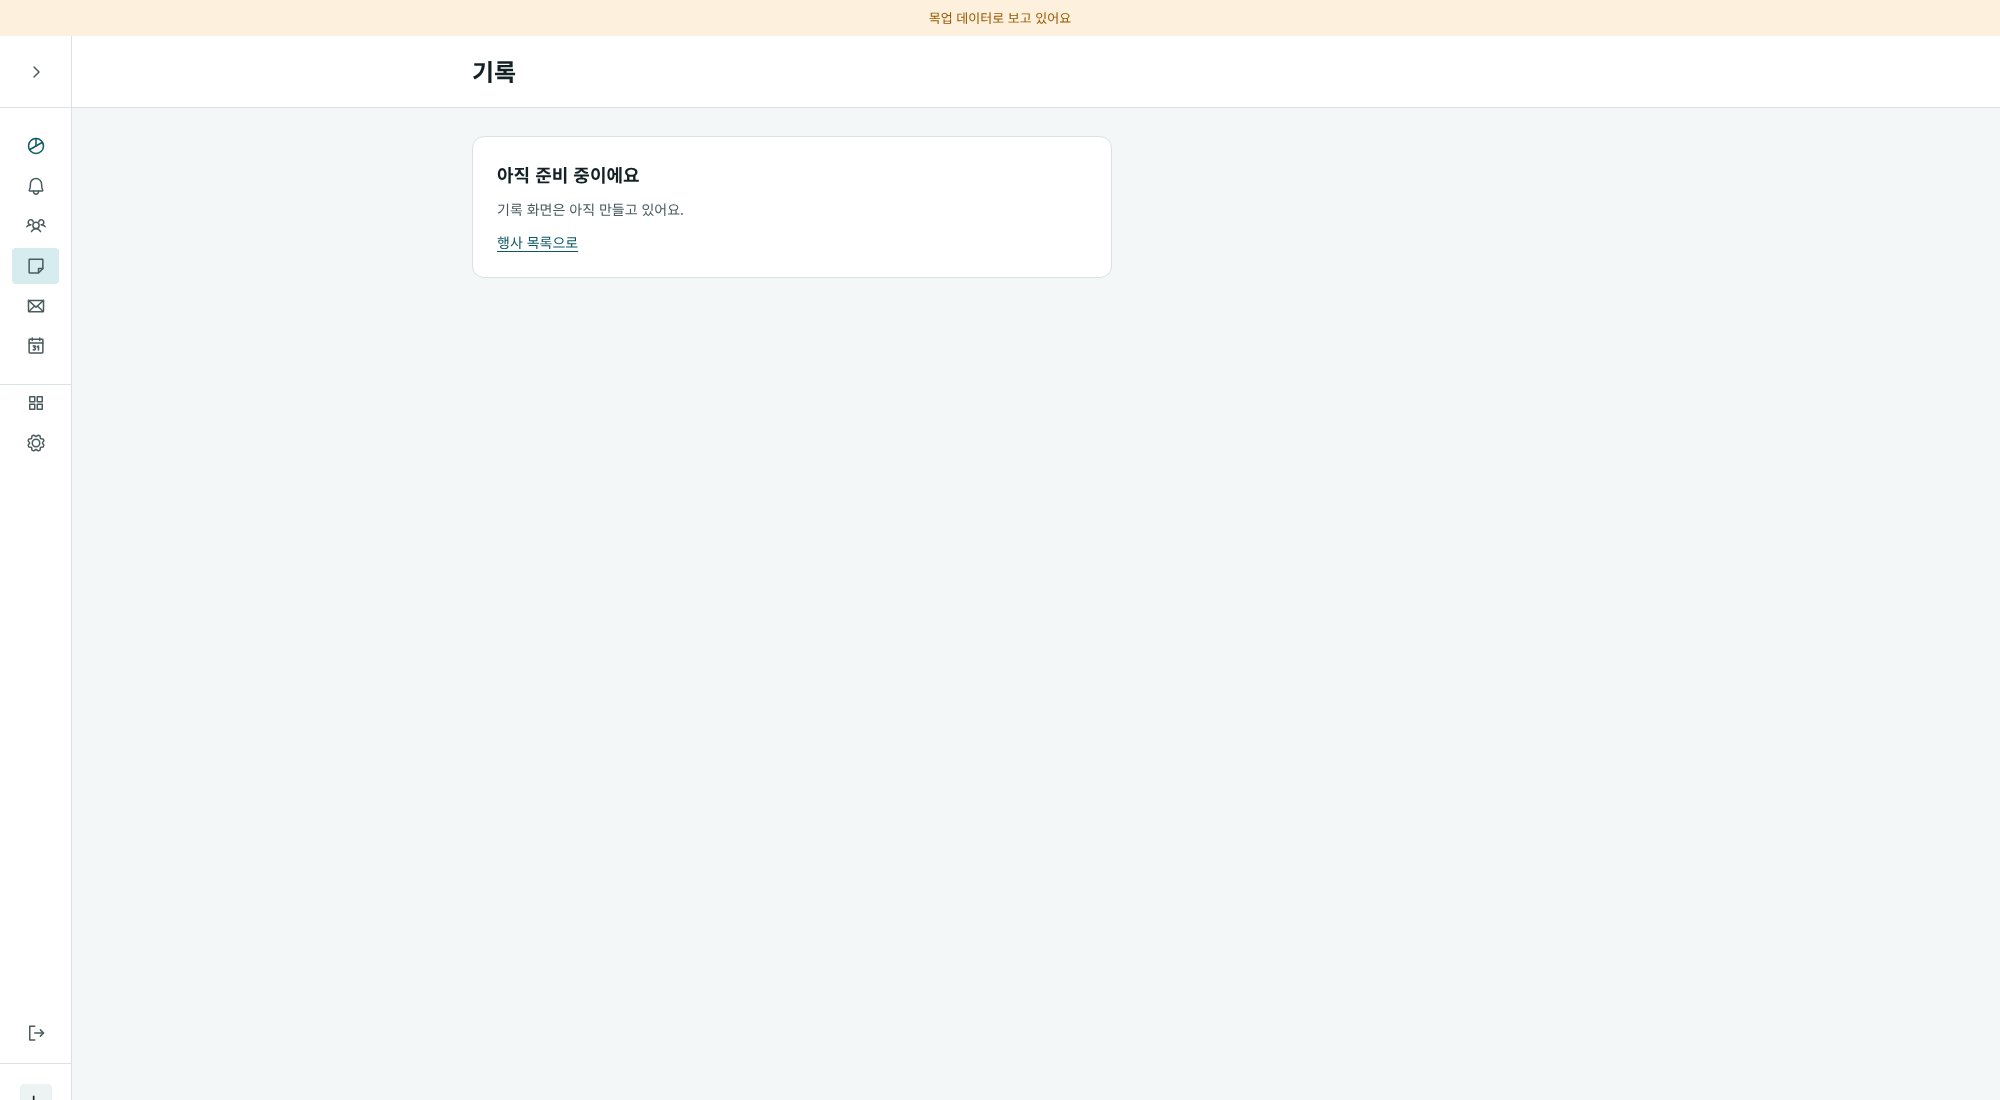 목업 데이터로 보고 있어요
기록
아직 준비 중이에요
기록 화면은 아직 만들고 있어요.
행사 목록으로
31